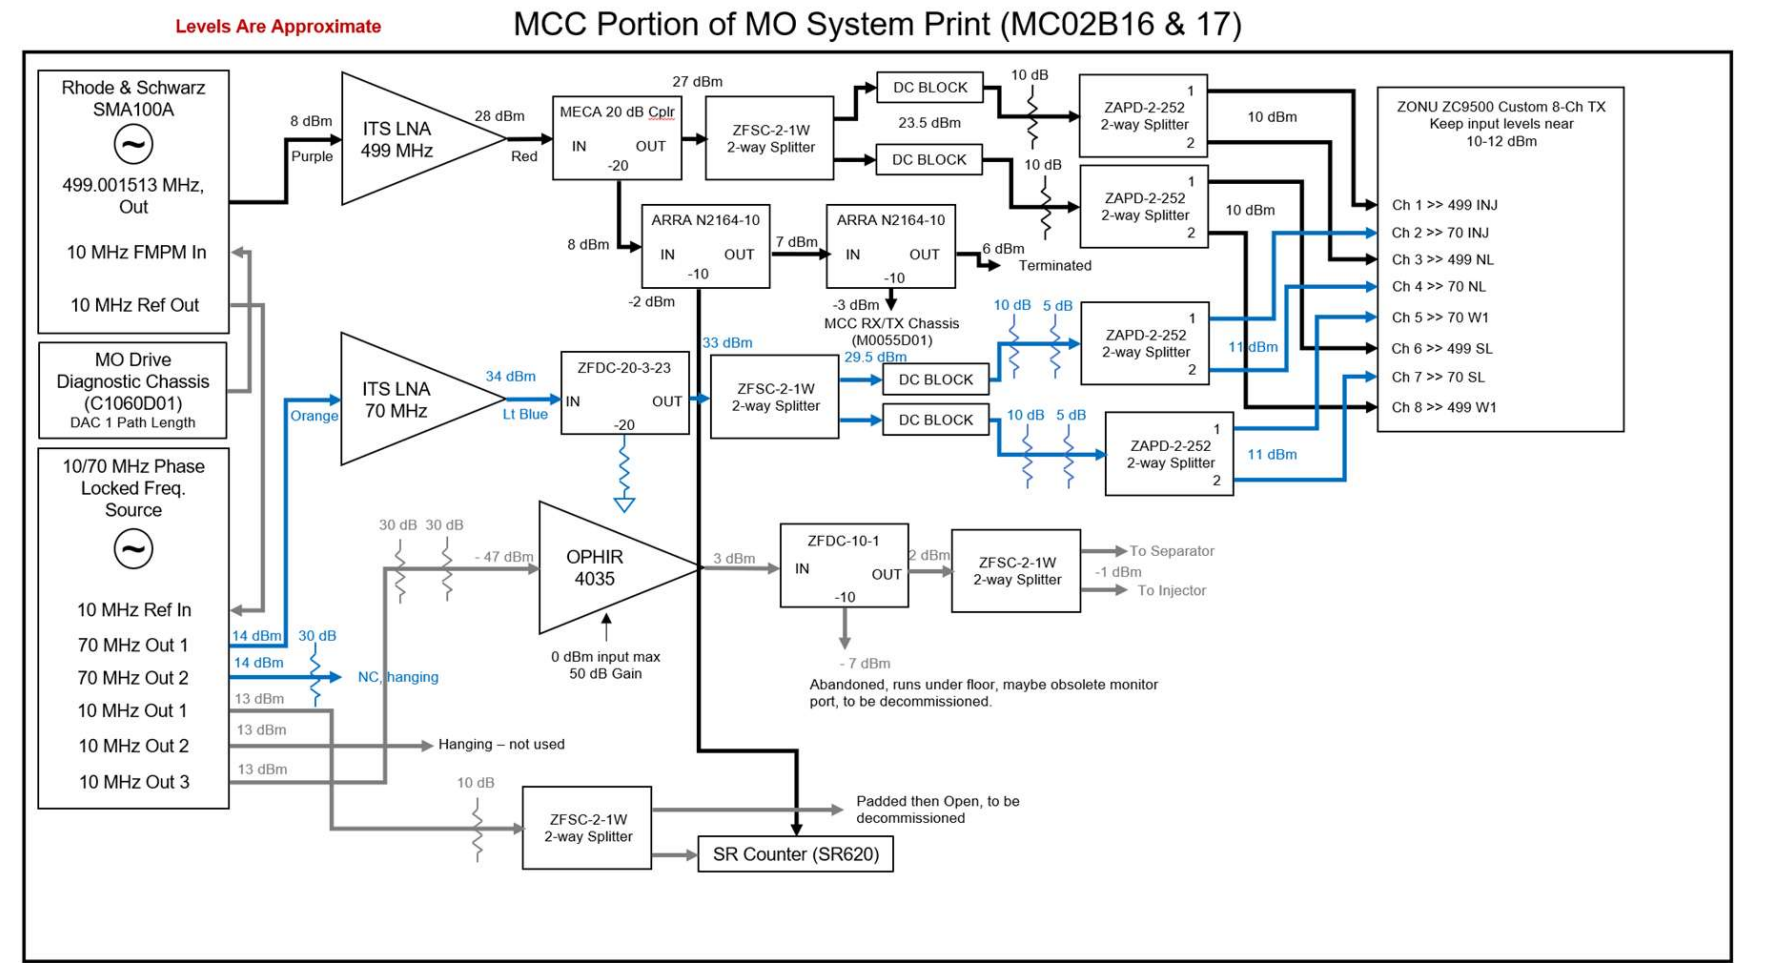 Levels Are Approximate
MCC Portion of MO System Print (MC02B16 & 17)
Rhode & Schwarz
SMA100A
~
499.001513 MHz,
Out
10 MHz FMPM In
10 MHz Ref Out
MO Drive
Diagnostic Chassis
(C1060D01)
DAC 1 Path Length
10/70 MHz Phase
Locked Freq.
Source
~
10 MHz Ref In
70 MHz Out 1
70 MHz Out 2
10 MHz Out 1
10 MHz Out 2
10 MHz Out 3
8 dBm
Purple
ITS LNA
499 MHz
28 dBm
Red
MECA 20 dB Cplr
IN
OUT
-20
27 dBm
ZFSC-2-1W
2-way Splitter
DC BLOCK
23.5 dBm
DC BLOCK
10 dB
10 dB
ZAPD-2-252
2-way Splitter
1
2
10 dBm
ZAPD-2-252
2-way Splitter
1
2
10 dBm
ZONU ZC9500 Custom 8-Ch TX
Keep input levels near
10-12 dBm
Ch 1 >> 499 INJ
Ch 2 >> 70 INJ
Ch 3 >> 499 NL
Ch 4 >> 70 NL
Ch 5 >> 70 W1
Ch 6 >> 499 SL
Ch 7 >> 70 SL
Ch 8 >> 499 W1
8 dBm
ARRA N2164-10
IN
OUT
-10
-2 dBm
7 dBm
ARRA N2164-10
IN
OUT
-10
6 dBm
Terminated
-3 dBm
MCC RX/TX Chassis
(M0055D01)
Orange
ITS LNA
70 MHz
34 dBm
Lt Blue
ZFDC-20-3-23
IN
OUT
-20
33 dBm
ZFSC-2-1W
2-way Splitter
29.5 dBm
DC BLOCK
DC BLOCK
10 dB
5 dB
10 dB
5 dB
ZAPD-2-252
2-way Splitter
1
2
11 dBm
ZAPD-2-252
2-way Splitter
1
2
11 dBm
30 dB
30 dB
- 47 dBm
OPHIR
4035
0 dBm input max
50 dB Gain
3 dBm
ZFDC-10-1
IN
OUT
-10
2 dBm
ZFSC-2-1W
2-way Splitter
To Separator
-1 dBm
To Injector
- 7 dBm
Abandoned, runs under floor, maybe obsolete monitor
port, to be decommissioned.
14 dBm
30 dB
14 dBm
NC, hanging
13 dBm
13 dBm
Hanging – not used
13 dBm
10 dB
ZFSC-2-1W
2-way Splitter
Padded then Open, to be
decommissioned
SR Counter (SR620)